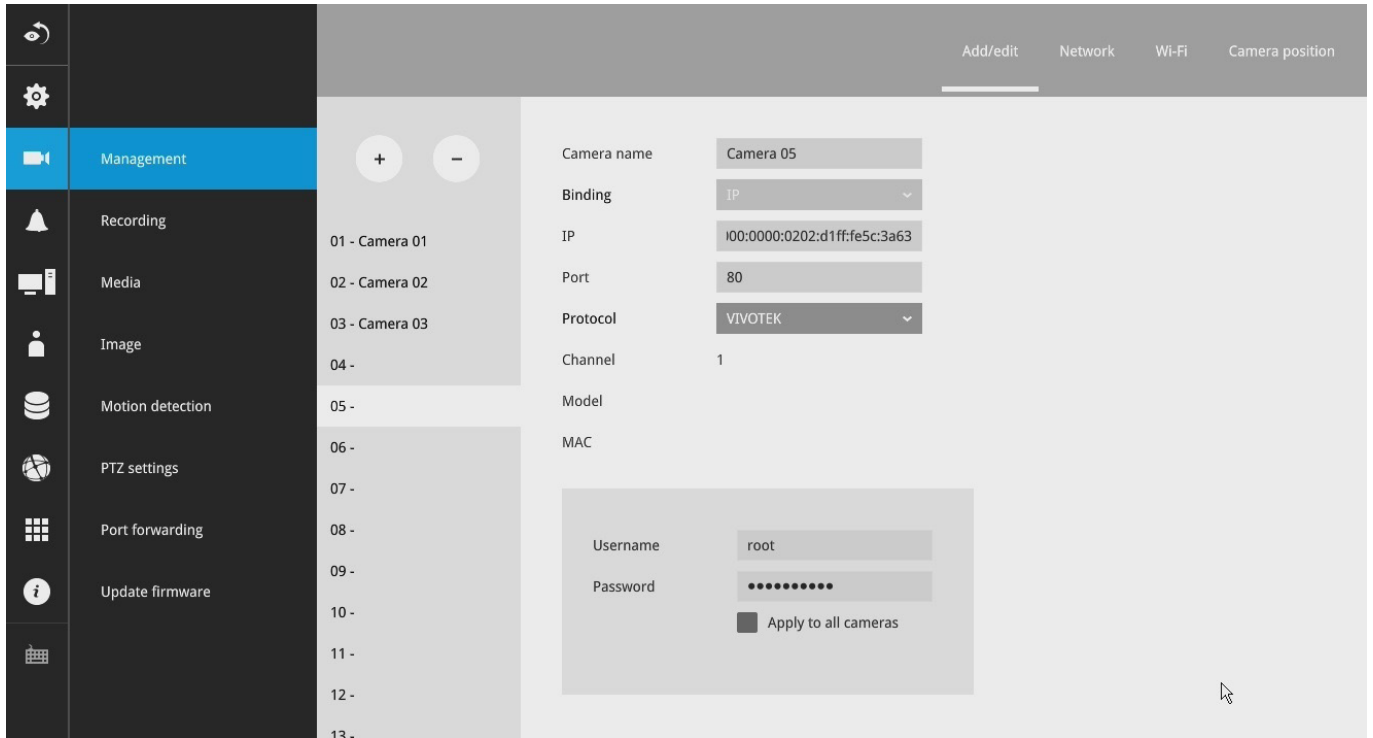 Add/edit Network Wi-Fi Camera position
Management
Recording
Media
Image
Motion detection
PTZ settings
Port forwarding
Update firmware
+ −
01 - Camera 01
02 - Camera 02
03 - Camera 03
04 -
05 -
06 -
07 -
08 -
09 -
10 -
11 -
12 -
13 -
Camera name Camera 05
Binding IP
IP 00:0000:0202:d1ff:fe5c:3a63
Port 80
Protocol VIVOTEK
Channel 1
Model
MAC
Username root
Password ••••••••••
Apply to all cameras